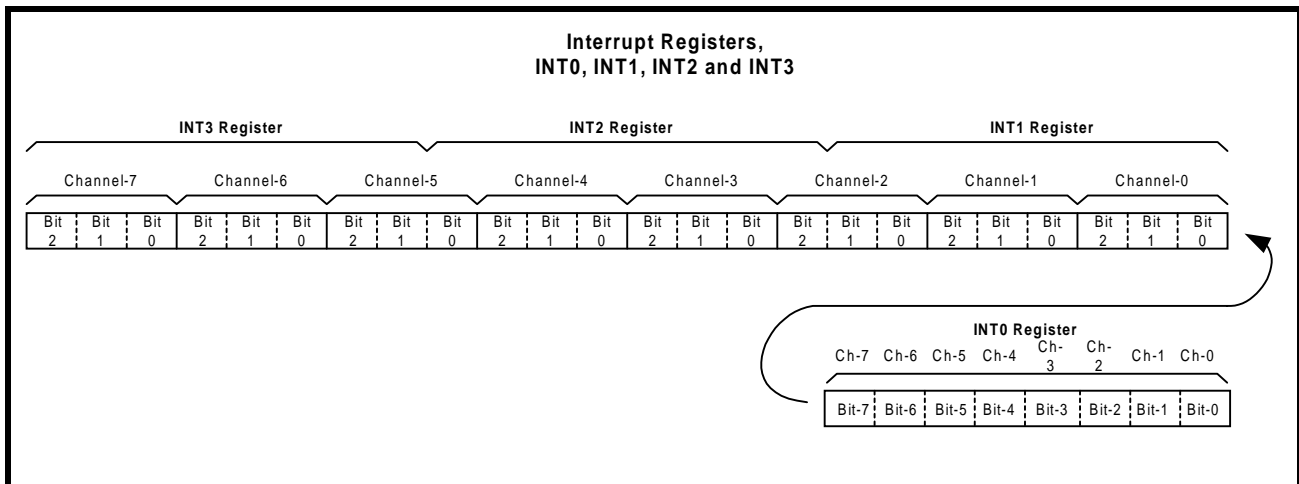 Interrupt Registers,
INT0, INT1, INT2 and INT3
INT3 Register INT2 Register INT1 Register
Channel-7 Channel-6 Channel-5 Channel-4 Channel-3 Channel-2 Channel-1 Channel-0
Bit Bit Bit Bit Bit Bit Bit Bit Bit Bit Bit Bit Bit Bit Bit Bit Bit Bit Bit Bit Bit Bit Bit Bit
2 1 0 2 1 0 2 1 0 2 1 0 2 1 0 2 1 0 2 1 0 2 1 0
INT0 Register
Ch-7 Ch-6 Ch-5 Ch-4 Ch-3 Ch-2 Ch-1 Ch-0
Bit-7 Bit-6 Bit-5 Bit-4 Bit-3 Bit-2 Bit-1 Bit-0